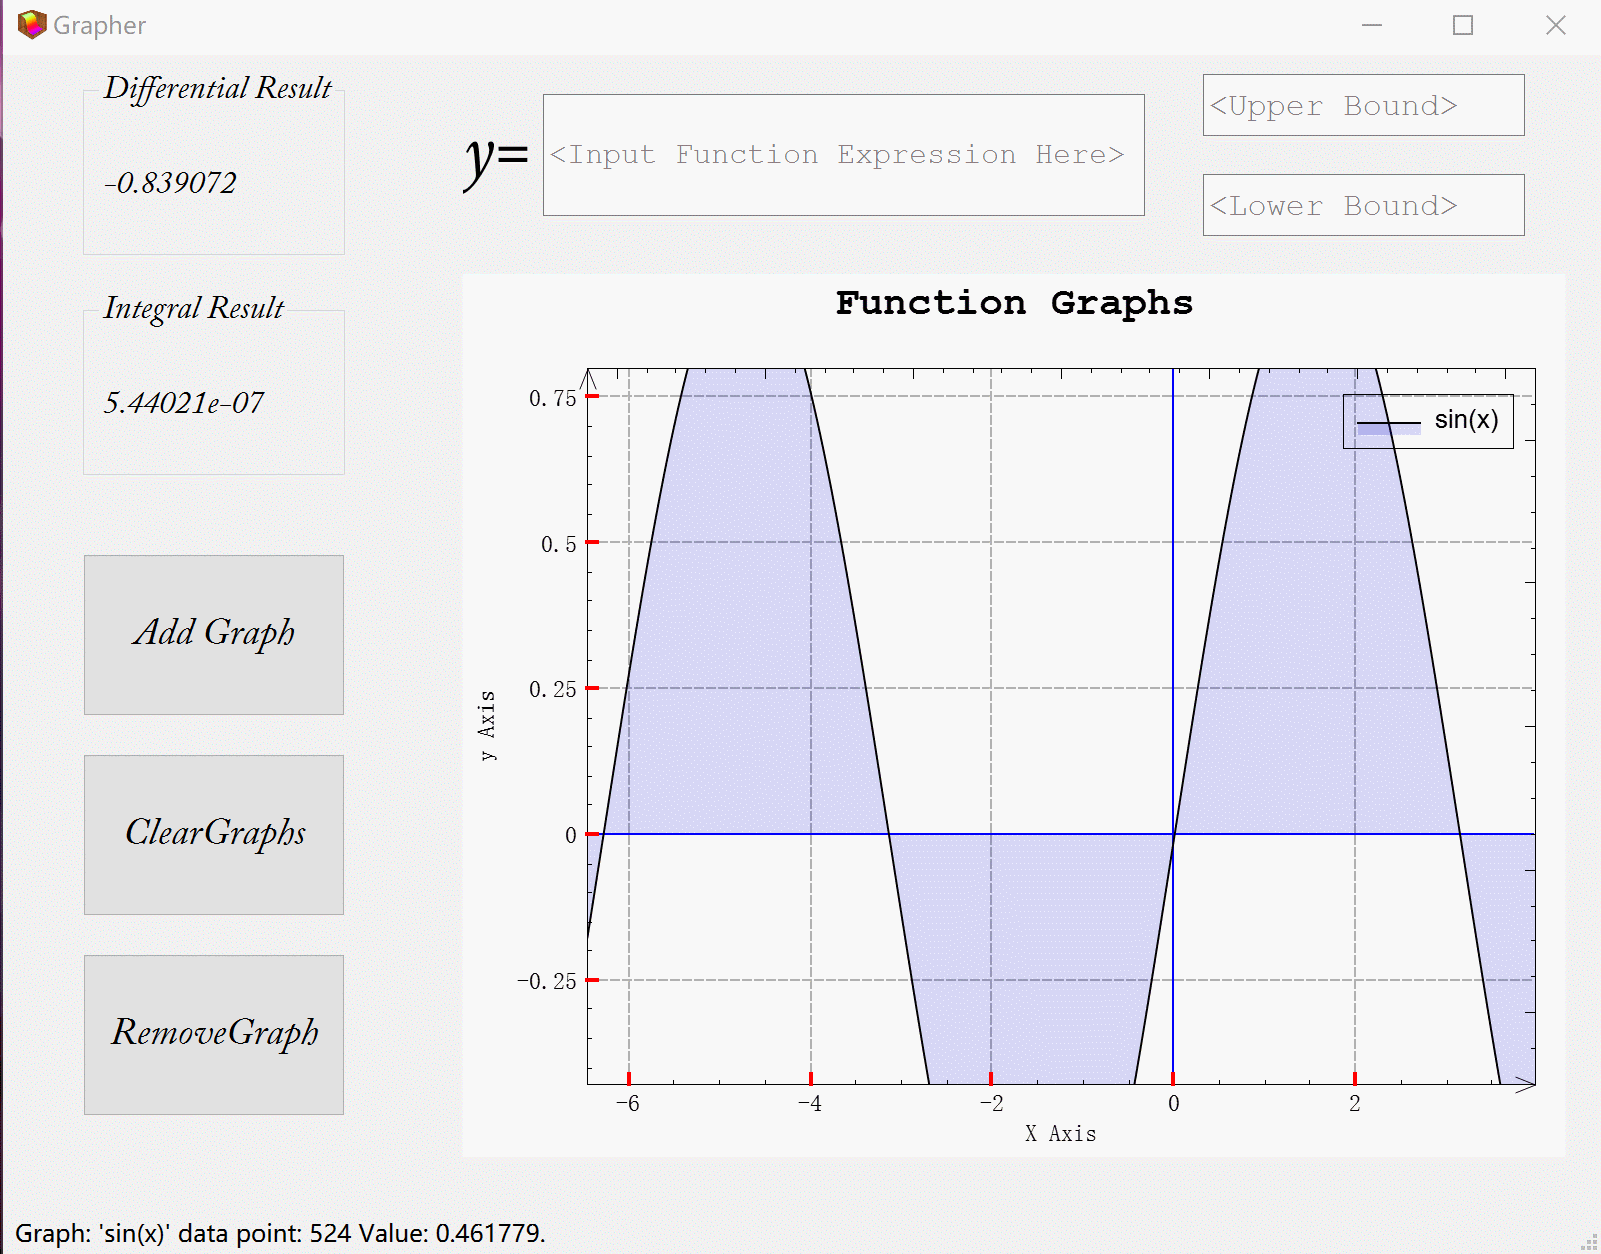 Grapher
Differential Result
-0.839072
Integral Result
5.44021e-07
Add Graph
ClearGraphs
RemoveGraph
y=
<Input Function Expression Here>
<Upper Bound>
<Lower Bound>
Function Graphs
sin(x)
0.75
0.5
0.25
0
-0.25
y Axis
-6
-4
-2
0
2
X Axis
Graph: 'sin(x)' data point: 524 Value: 0.461779.